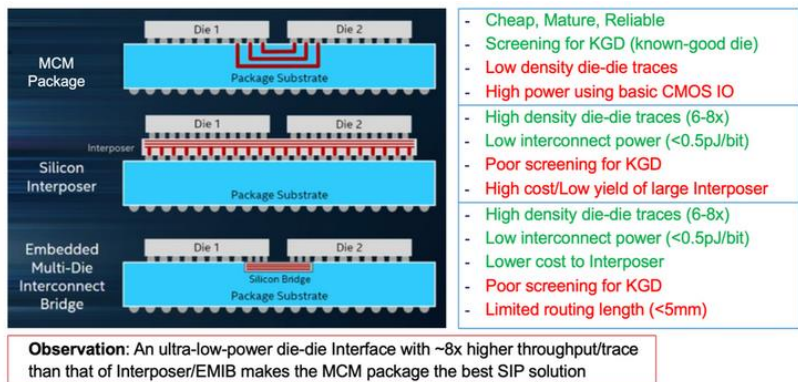 Die 1
Die 2
MCM
Package
Package Substrate
- Cheap, Mature, Reliable
- Screening for KGD (known-good die)
- Low density die-die traces
- High power using basic CMOS IO
Die 1
Die 2
Interposer
Silicon
Interposer
Package Substrate
- High density die-die traces (6-8x)
- Low interconnect power (<0.5pJ/bit)
- Poor screening for KGD
- High cost/Low yield of large Interposer
Die 1
Die 2
Embedded
Multi-Die
Interconnect
Bridge
Silicon Bridge
Package Substrate
- High density die-die traces (6-8x)
- Low interconnect power (<0.5pJ/bit)
- Lower cost to Interposer
- Poor screening for KGD
- Limited routing length (<5mm)
Observation: An ultra-low-power die-die Interface with ~8x higher throughput/trace
than that of Interposer/EMIB makes the MCM package the best SIP solution